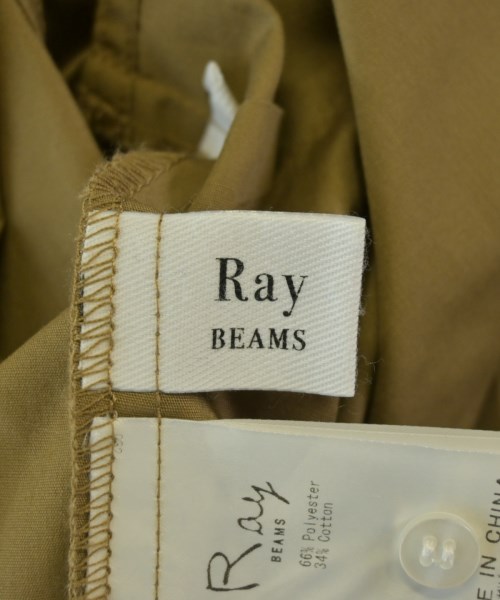 Ray
BEAMS
Ray
BEAMS
66% Polyester
34% Cotton
E IN CHINA